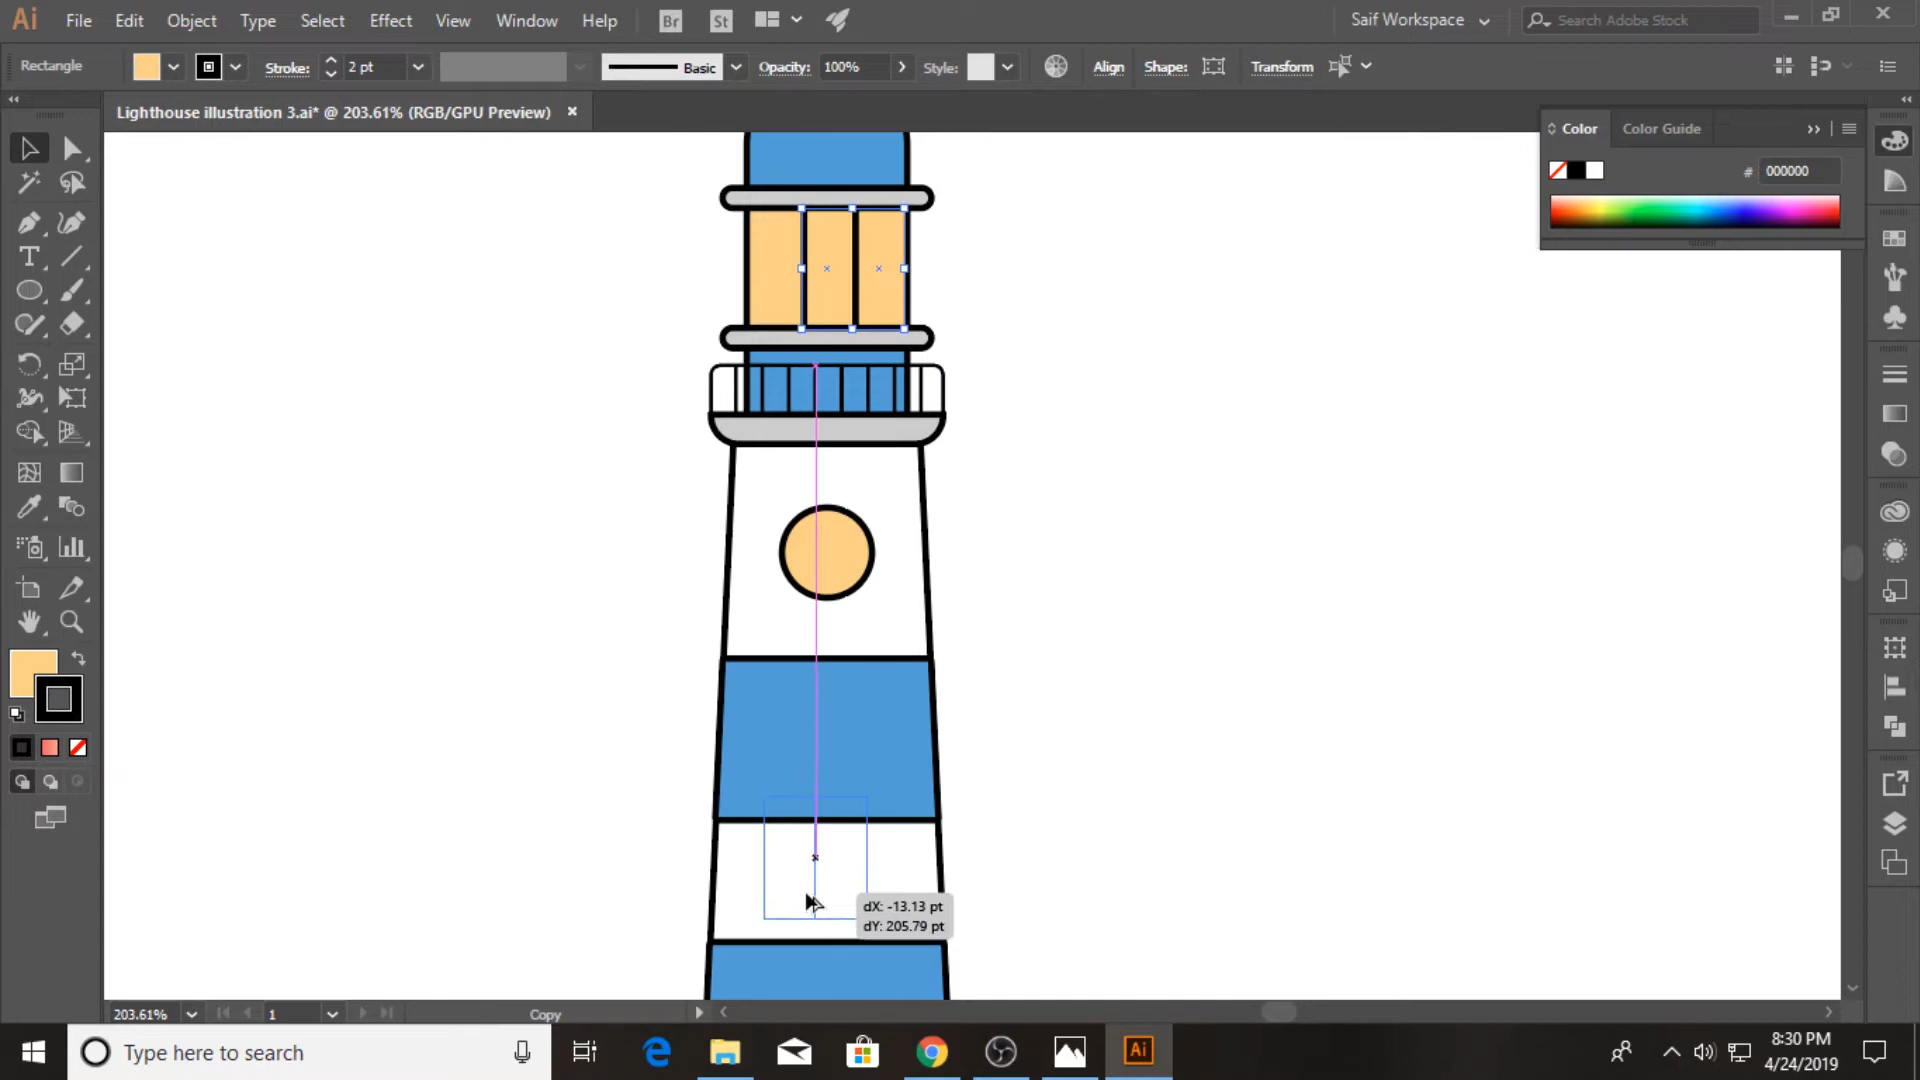 Ai File Edit Object Type Select Effect View Window Help Br St Saif Workspace Search Adobe Stock
Rectangle Stroke: 2 pt Basic Opacity: 100% Style: Align Shape: Transform
Lighthouse illustration 3.ai* @ 203.61% (RGB/GPU Preview)
Color Color Guide
# 000000
T
dX: -13.13 pt
dY: 205.79 pt
203.61% 1 Copy
Type here to search
Ai
8:30 PM
4/24/2019